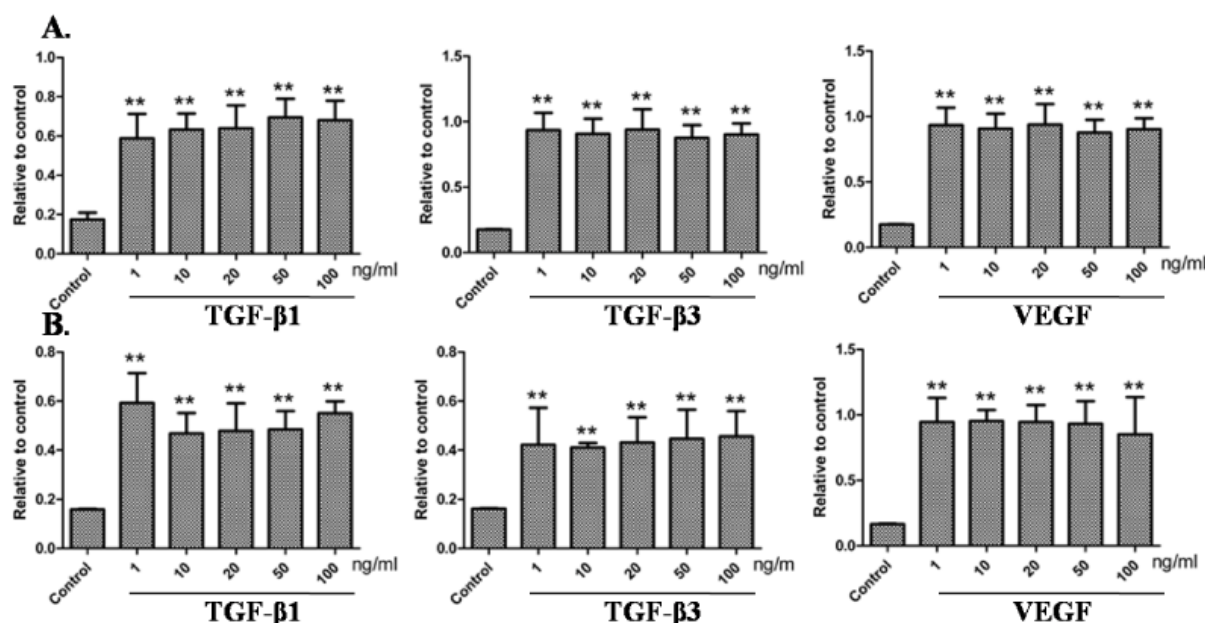 A.
Relative to control
1.0
0.8
0.6
0.4
0.2
0.0
** ** ** ** **
Control 1 10 20 50 100 ng/ml
TGF-β1
Relative to control
1.5
1.0
0.5
0.0
** ** ** ** **
Control 1 10 20 50 100 ng/ml
TGF-β3
Relative to control
1.5
1.0
0.5
0.0
** ** ** ** **
Control 1 10 20 50 100 ng/ml
VEGF
B.
Relative to control
0.8
0.6
0.4
0.2
0.0
** ** ** ** **
Control 1 10 20 50 100 ng/ml
TGF-β1
Relative to control
0.8
0.6
0.4
0.2
0.0
** ** ** ** **
Control 1 10 20 50 100 ng/m
TGF-β3
Relative to control
1.5
1.0
0.5
0.0
** ** ** ** **
Control 1 10 20 50 100 ng/ml
VEGF